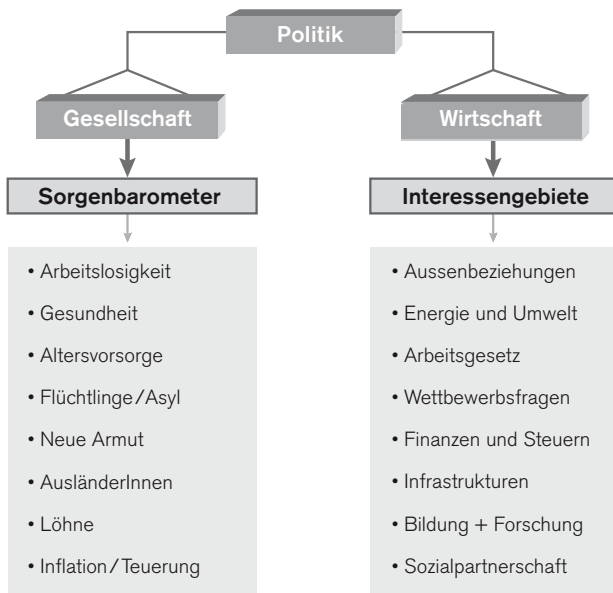 Politik
Gesellschaft
Wirtschaft
Sorgenbarometer
Interessengebiete
• Arbeitslosigkeit
• Gesundheit
• Altersvorsorge
• Flüchtlinge/Asyl
• Neue Armut
• AusländerInnen
• Löhne
• Inflation/Teuerung
• Aussenbeziehungen
• Energie und Umwelt
• Arbeitsgesetz
• Wettbewerbsfragen
• Finanzen und Steuern
• Infrastrukturen
• Bildung + Forschung
• Sozialpartnerschaft